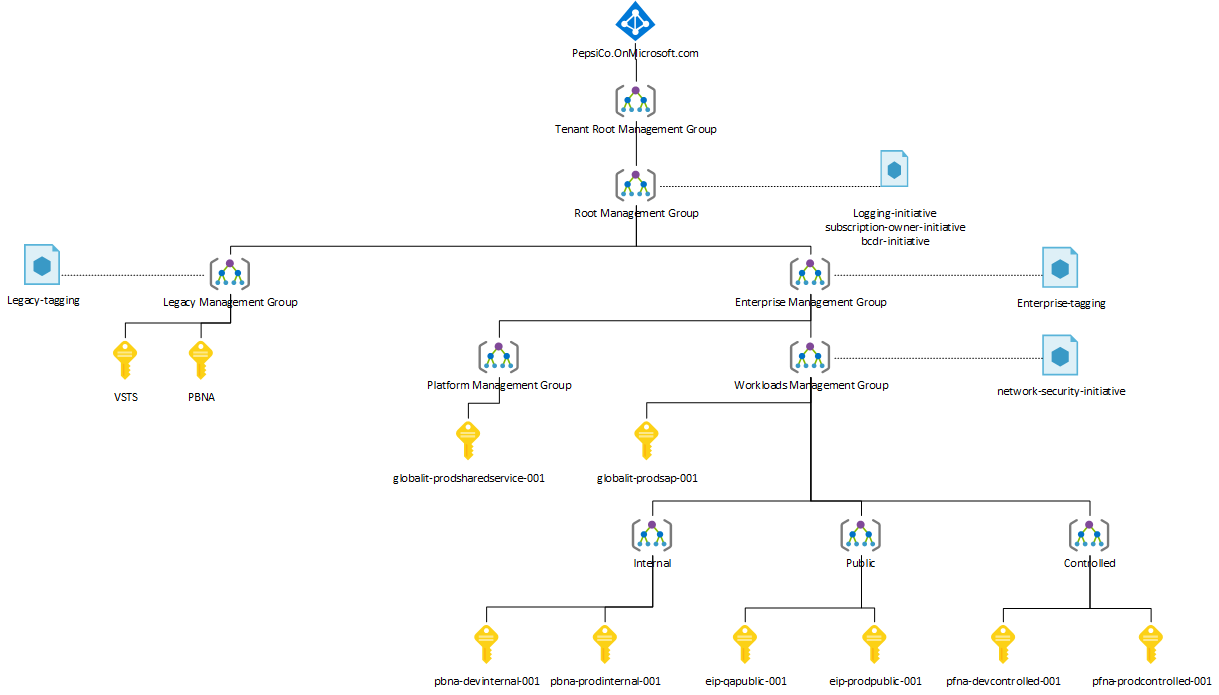 PepsiCo.OnMicrosoft.com
Tenant Root Management Group
Root Management Group
Logging-initiative
subscription-owner-initiative
bcdr-initiative
Legacy-tagging
Legacy Management Group
Enterprise Management Group
Enterprise-tagging
VSTS
PBNA
Platform Management Group
Workloads Management Group
network-security-initiative
globalit-prodsharedservice-001
globalit-prodsap-001
Internal
Public
Controlled
pbna-devinternal-001
pbna-prodinternal-001
eip-qapublic-001
eip-prodpublic-001
pfna-devcontrolled-001
pfna-prodcontrolled-001